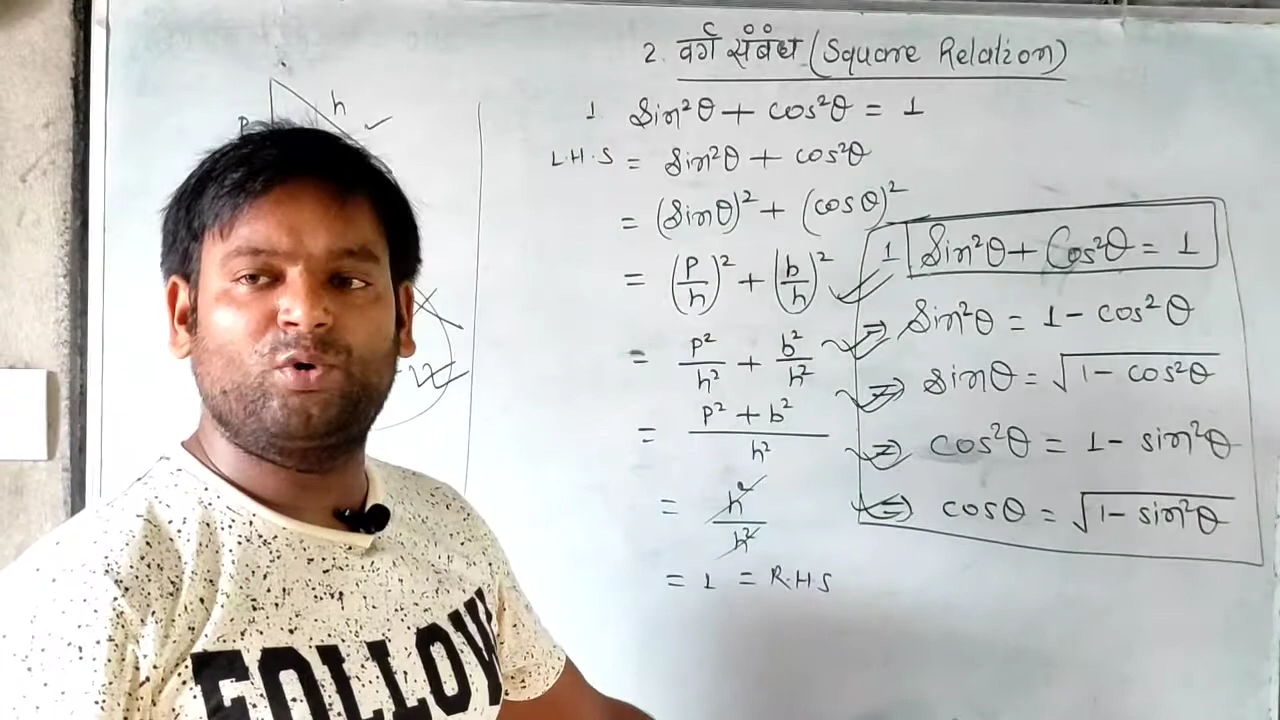 2. वर्ग संबंध (Square Relation)
h
P
1 Sin²θ + cos²θ = 1
L.H.S = Sin²θ + cos²θ
= (Sinθ)² + (cosθ)²
= (P/h)² + (b/h)²
= P²/h² + b²/h²
= P² + b² / h²
= h²/h²
= 1 = R.H.S
1 Sin²θ + Cos²θ = 1
⇒ Sin²θ = 1 - cos²θ
⇒ Sinθ = √1 - cos²θ
⇒ cos²θ = 1 - sin²θ
⇒ cosθ = √1 - sin²θ
FOLLOW